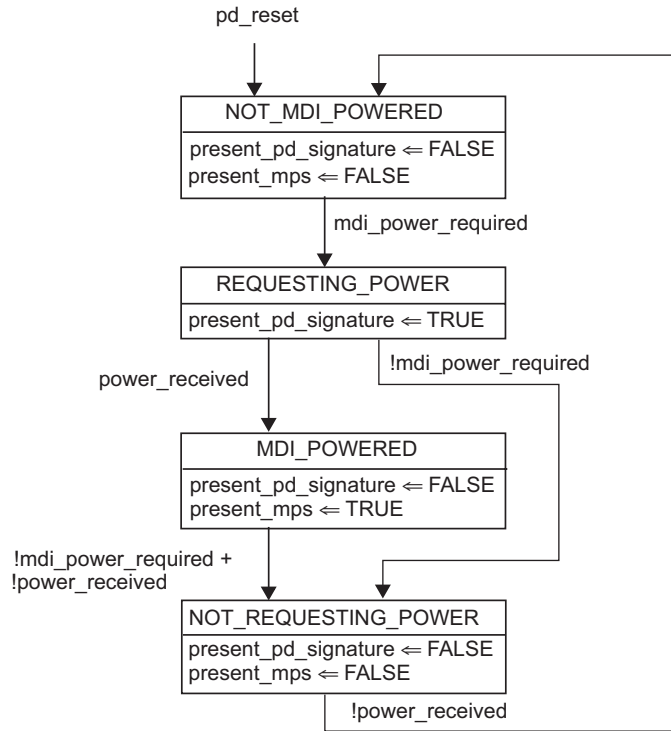 pd_reset
NOT_MDI_POWERED
present_pd_signature ⇐ FALSE
present_mps ⇐ FALSE
mdi_power_required
REQUESTING_POWER
present_pd_signature ⇐ TRUE
!mdi_power_required
power_received
MDI_POWERED
present_pd_signature ⇐ FALSE
present_mps ⇐ TRUE
!mdi_power_required +
!power_received
NOT_REQUESTING_POWER
present_pd_signature ⇐ FALSE
present_mps ⇐ FALSE
!power_received